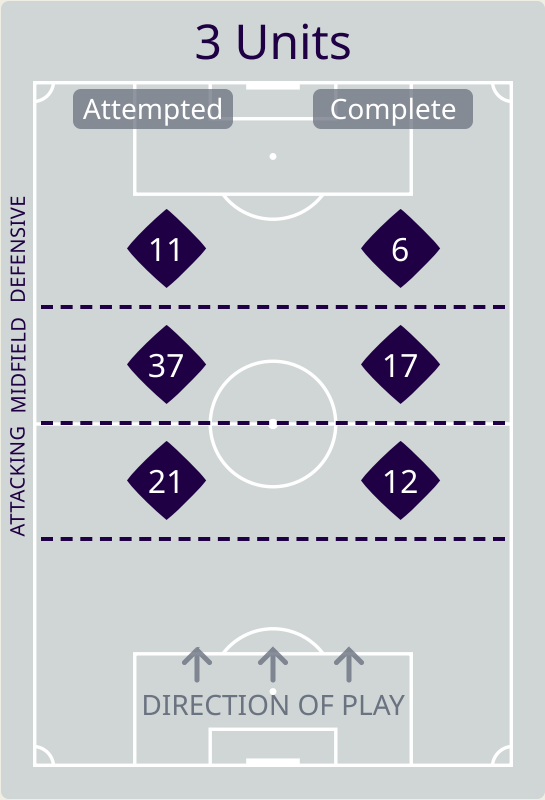 3 Units
Attempted Complete
DEFENSIVE
11 6
MIDFIELD
37 17
ATTACKING
21 12
DIRECTION OF PLAY